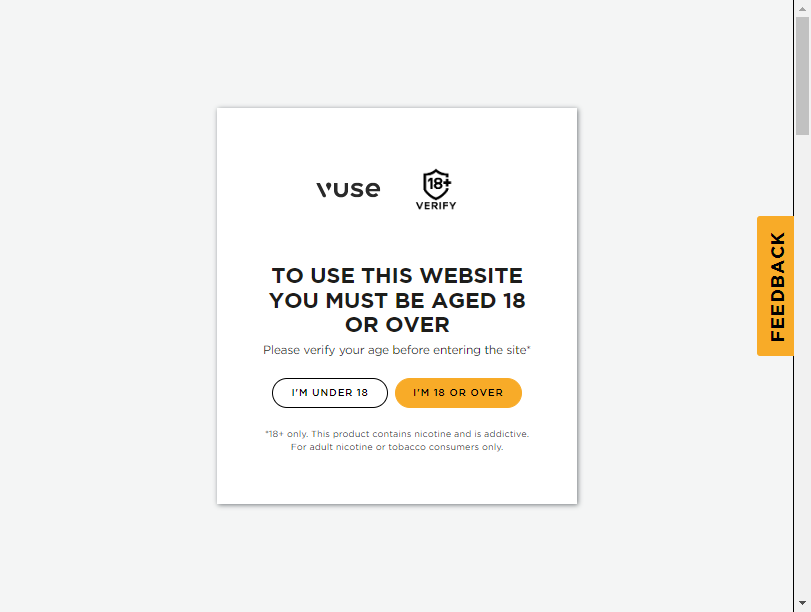 vuse
18+
VERIFY
TO USE THIS WEBSITE
YOU MUST BE AGED 18
OR OVER
Please verify your age before entering the site*
I'M UNDER 18
I'M 18 OR OVER
*18+ only. This product contains nicotine and is addictive.
For adult nicotine or tobacco consumers only.
FEEDBACK